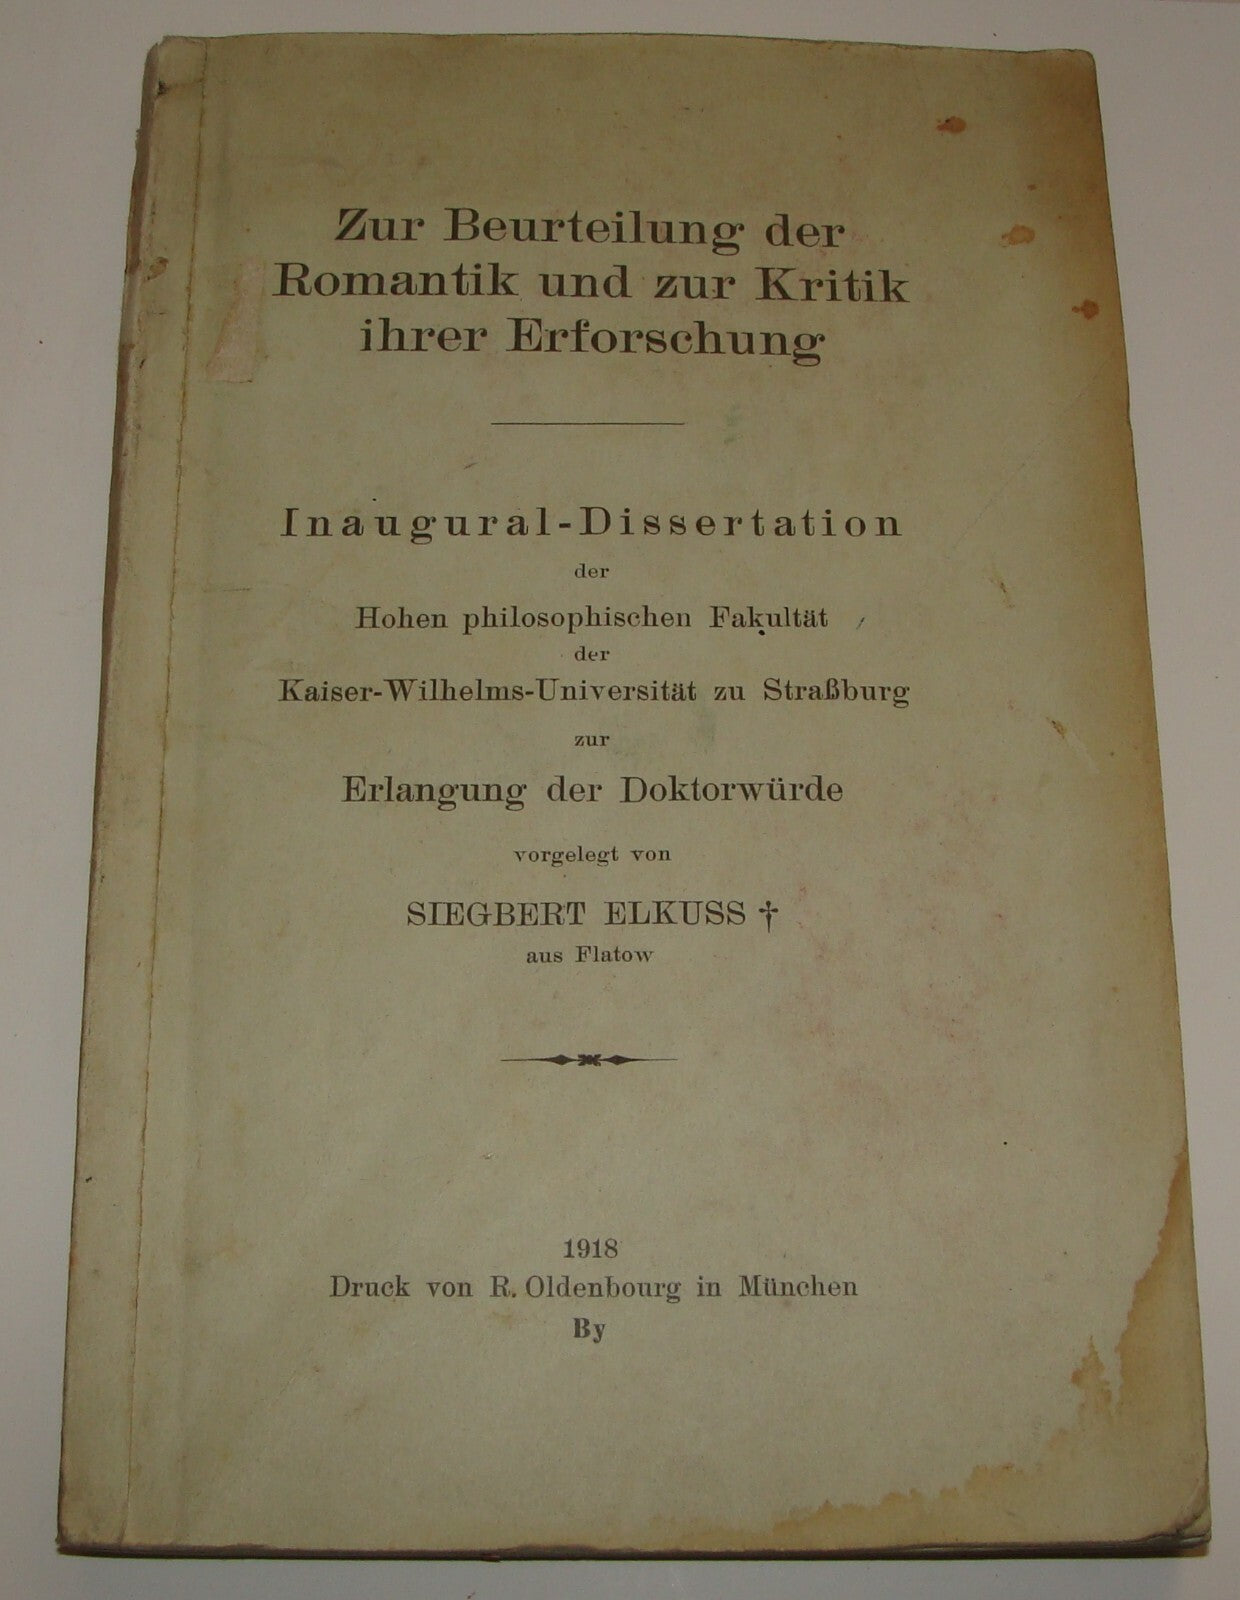 Zur Beurteilung der
Romantik und zur Kritik
ihrer Erforschung
Inaugural-Dissertation
der
Hohen philosophischen Fakultät
der
Kaiser-Wilhelms-Universität zu Straßburg
zur
Erlangung der Doktorwürde
vorgelegt von
SIEGBERT ELKUSS †
aus Flatow
1918
Druck von R. Oldenbourg in München
By